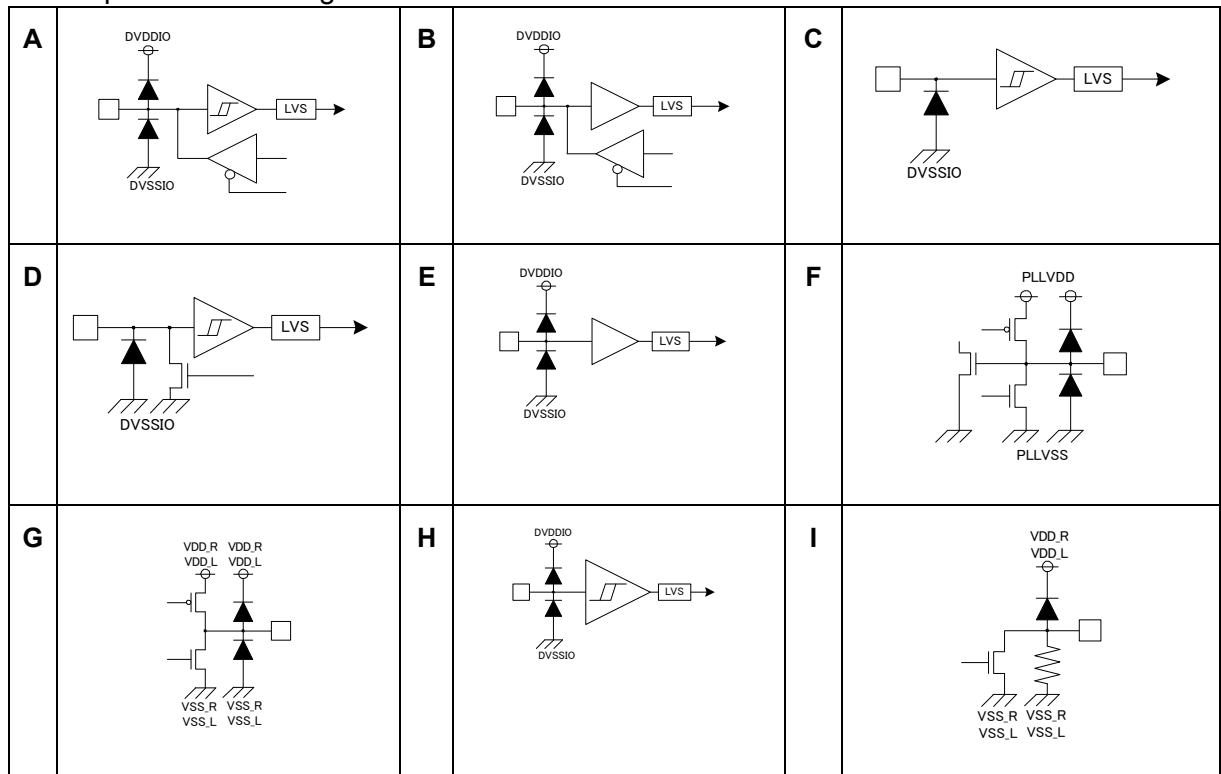 A
DVDDIO
LVS
DVSSIO
B
DVDDIO
LVS
DVSSIO
C
LVS
DVSSIO
D
LVS
DVSSIO
E
DVDDIO
LVS
DVSSIO
F
PLLVDD
PLLVSS
G
VDD_R VDD_R
VDD_L VDD_L
VSS_R VSS_R
VSS_L VSS_L
H
DVDDIO
LVS
DVSSIO
I
VDD_R
VDD_L
VSS_R VSS_R
VSS_L VSS_L